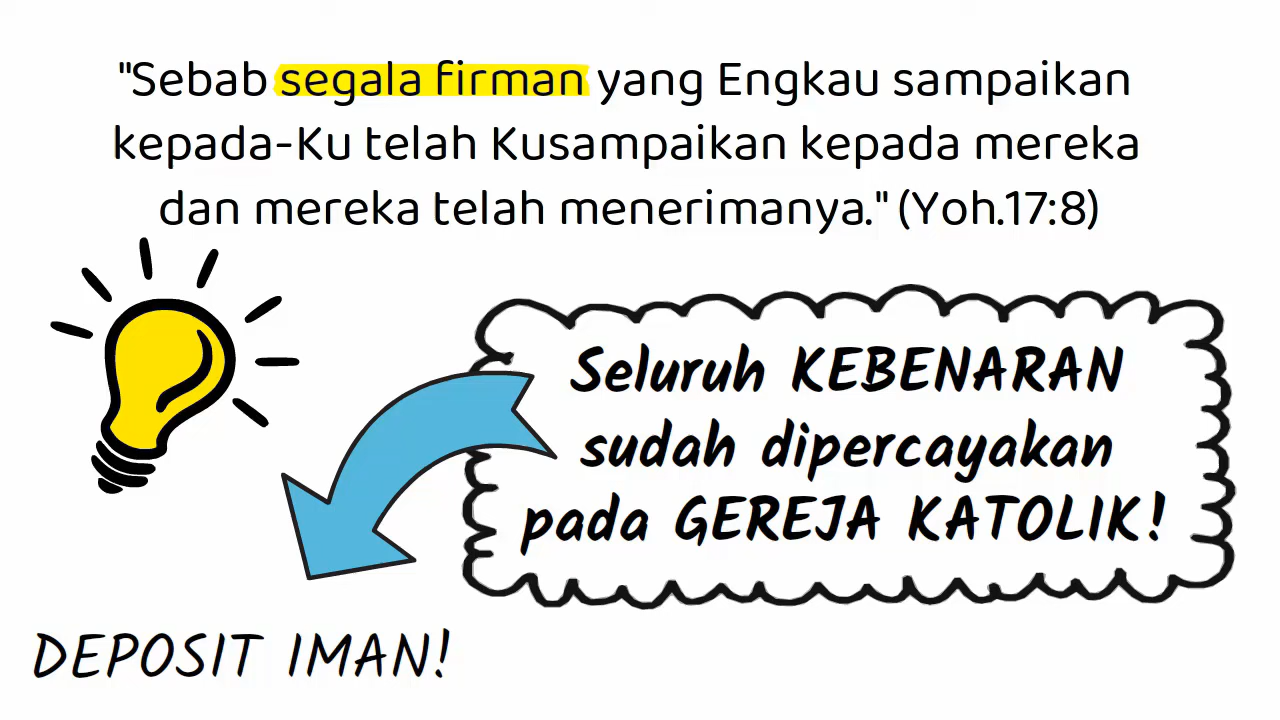 "Sebab segala firman yang Engkau sampaikan
kepada-Ku telah Kusampaikan kepada mereka
dan mereka telah menerimanya." (Yoh.17:8)
Seluruh KEBENARAN
sudah dipercayakan
pada GEREJA KATOLIK!
DEPOSIT IMAN!